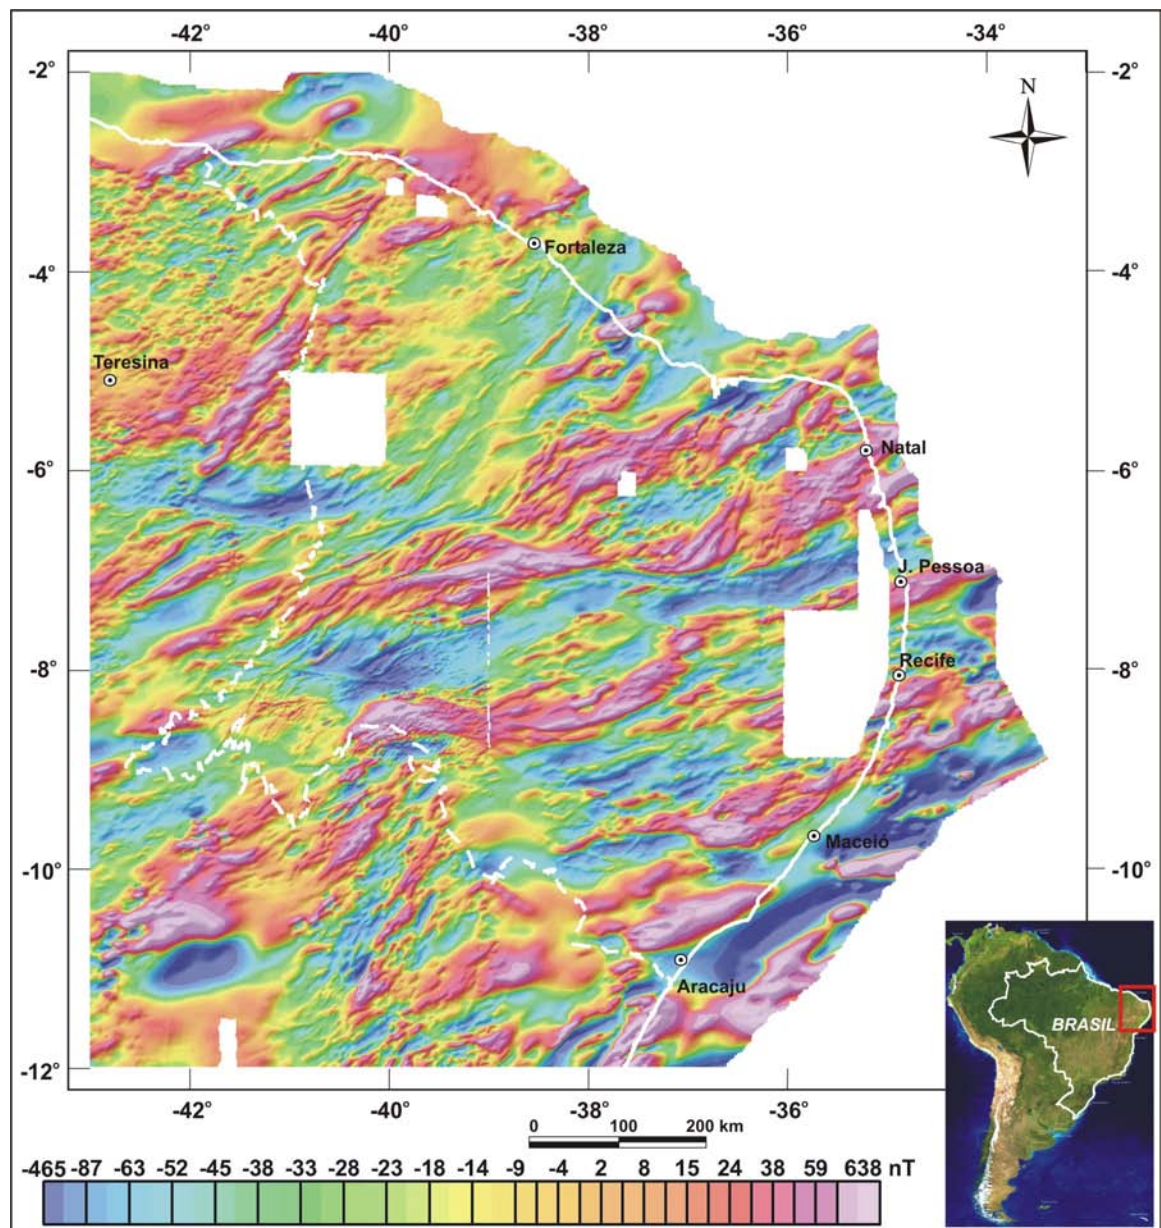 -42° -40° -38° -36° -34°
N
-2° -2°
Fortaleza
-4° -4°
Teresina
Natal
-6° -6°
J. Pessoa
Recife
-8° -8°
Maceió
-10° -10°
Aracaju
BRASIL
-12°
-42° -40° -38° -36°
0 100 200 km
-465 -87 -63 -52 -45 -38 -33 -28 -23 -18 -14 -9 -4 2 8 15 24 38 59 638 nT